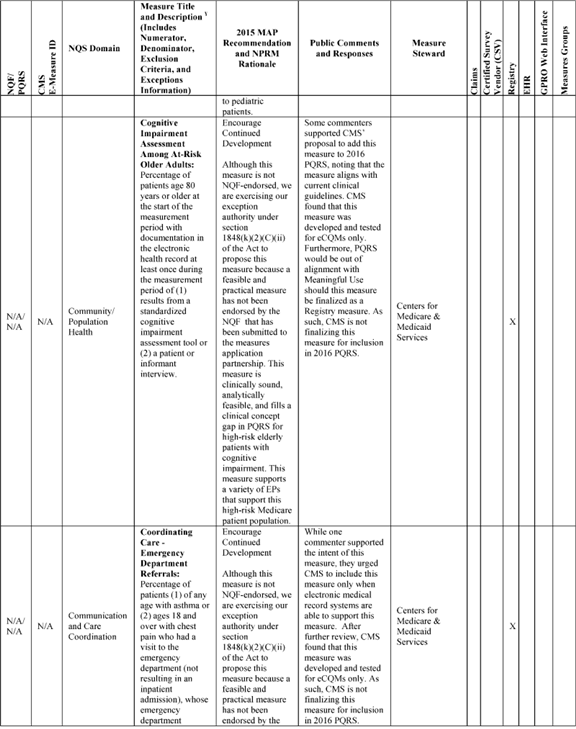 NQF/
PQRS
CMS
E-Measure ID
NQS Domain
Measure Title
and Description ¥
(Includes
Numerator,
Denominator,
Exclusion
Criteria, and
Exceptions
Information)
2015 MAP
Recommendation
and NPRM
Rationale
Public Comments
and Responses
Measure
Steward
Claims
Certified Survey
Vendor (CSV)
Registry
EHR
GPRO Web Interface
Measures Groups
to pediatric
patients.
N/A/
N/A
N/A
Community/
Population
Health
Cognitive
Impairment
Assessment
Among At-Risk
Older Adults:
Percentage of
patients age 80
years or older at
the start of the
measurement
period with
documentation in
the electronic
health record at
least once during
the measurement
period of (1)
results from a
standardized
cognitive
impairment
assessment tool or
(2) a patient or
informant
interview.
Encourage
Continued
Development
Although this
measure is not
NQF-endorsed, we
are exercising our
exception
authority under
section
1848(k)(2)(C)(ii)
of the Act to
propose this
measure because a
feasible and
practical measure
has not been
endorsed by the
NQF that has
been submitted to
the measures
application
partnership. This
measure is
clinically sound,
analytically
feasible, and fills a
clinical concept
gap in PQRS for
high-risk elderly
patients with
cognitive
impairment. This
measure supports
a variety of EPs
that support this
high-risk Medicare
patient population.
Some commenters
supported CMS'
proposal to add this
measure to 2016
PQRS, noting that the
measure aligns with
current clinical
guidelines. CMS
found that this
measure was
developed and tested
for eCQMs only.
Furthermore, PQRS
would be out of
alignment with
Meaningful Use
should this measure
be finalized as a
Registry measure. As
such, CMS is not
finalizing this
measure for inclusion
in 2016 PQRS.
Centers for
Medicare &
Medicaid
Services
X
N/A/
N/A
N/A
Communication
and Care
Coordination
Coordinating
Care -
Emergency
Department
Referrals:
Percentage of
patients (1) of any
age with asthma or
(2) ages 18 and
over with chest
pain who had a
visit to the
emergency
department (not
resulting in an
inpatient
admission), whose
emergency
department
Encourage
Continued
Development
Although this
measure is not
NQF-endorsed, we
are exercising our
exception
authority under
section
1848(k)(2)(C)(ii)
of the Act to
propose this
measure because a
feasible and
practical measure
has not been
endorsed by the
While one
commenter supported
the intent of this
measure, they urged
CMS to include this
measure only when
electronic medical
record systems are
able to support this
measure. After
further review, CMS
found that this
measure was
developed and tested
for eCQMs only. As
such, CMS is not
finalizing this
measure for inclusion
in 2016 PQRS.
Centers for
Medicare &
Medicaid
Services
X